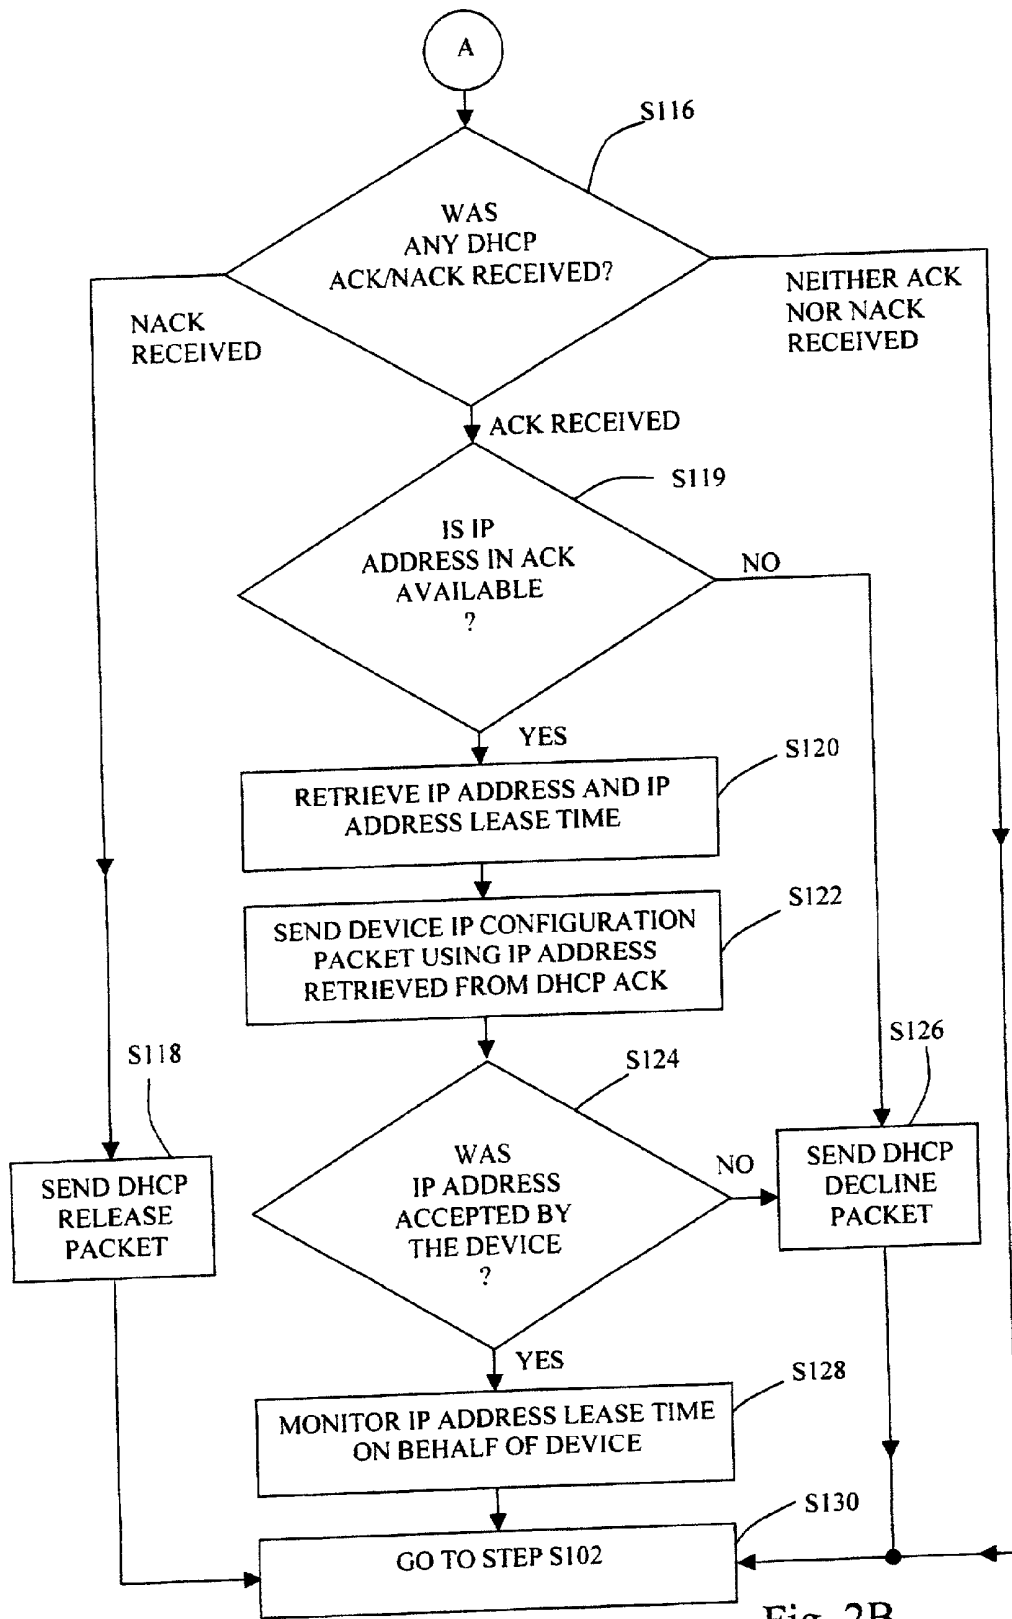 A
S116
WAS
ANY DHCP
ACK/NACK RECEIVED?
NACK
RECEIVED
NEITHER ACK
NOR NACK
RECEIVED
ACK RECEIVED
S119
IS IP
ADDRESS IN ACK
AVAILABLE
?
NO
YES
S120
RETRIEVE IP ADDRESS AND IP
ADDRESS LEASE TIME
S122
SEND DEVICE IP CONFIGURATION
PACKET USING IP ADDRESS
RETRIEVED FROM DHCP ACK
S118
S124
S126
SEND DHCP
RELEASE
PACKET
WAS
IP ADDRESS
ACCEPTED BY
THE DEVICE
?
NO
SEND DHCP
DECLINE
PACKET
YES
S128
MONITOR IP ADDRESS LEASE TIME
ON BEHALF OF DEVICE
S130
GO TO STEP S102
Fig. 2B